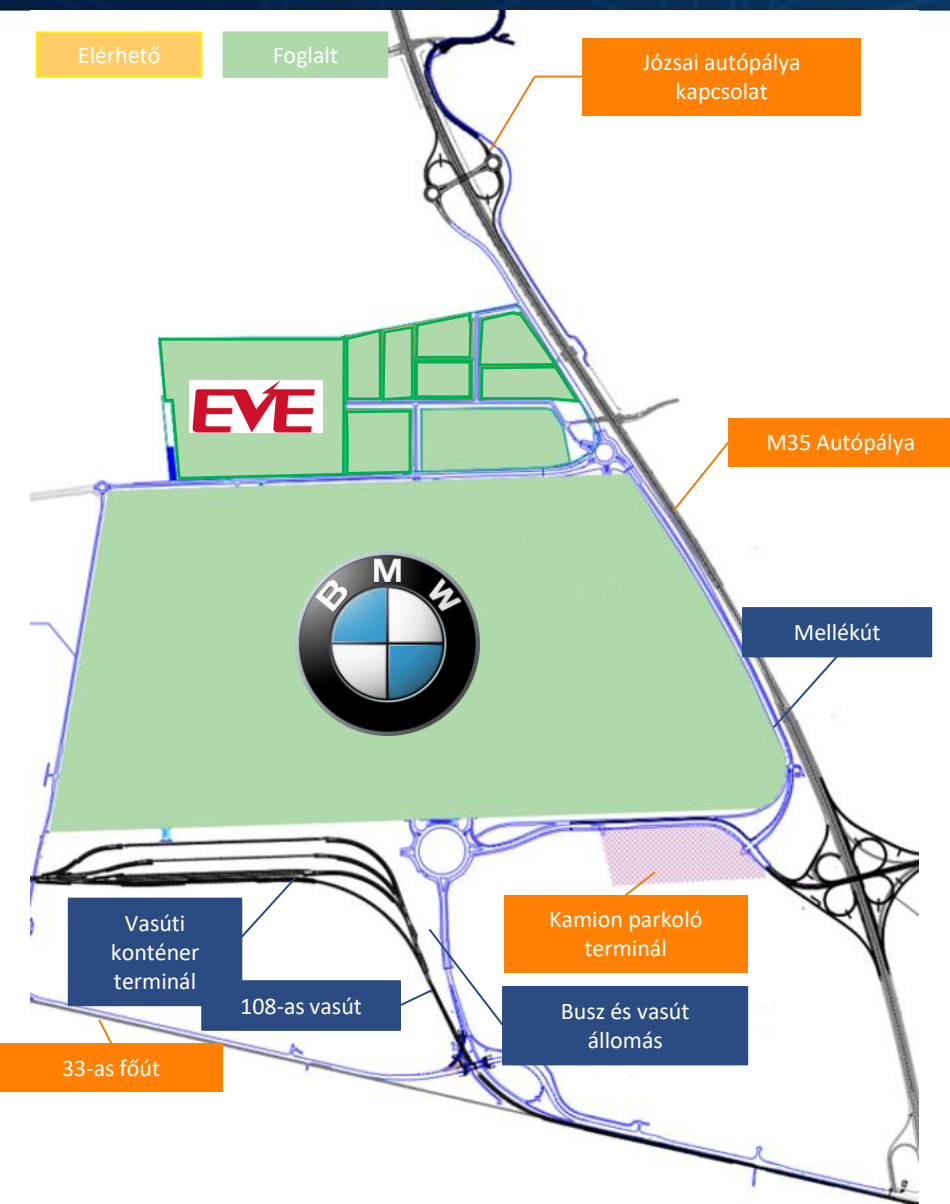 Elérhető
Foglalt
Józsai autópálya
kapcsolat
EVE
M35 Autópálya
BMW
Mellékút
Vasúti
konténer
terminál
Kamion parkoló
terminál
108-as vasút
Busz és vasút
állomás
33-as főút